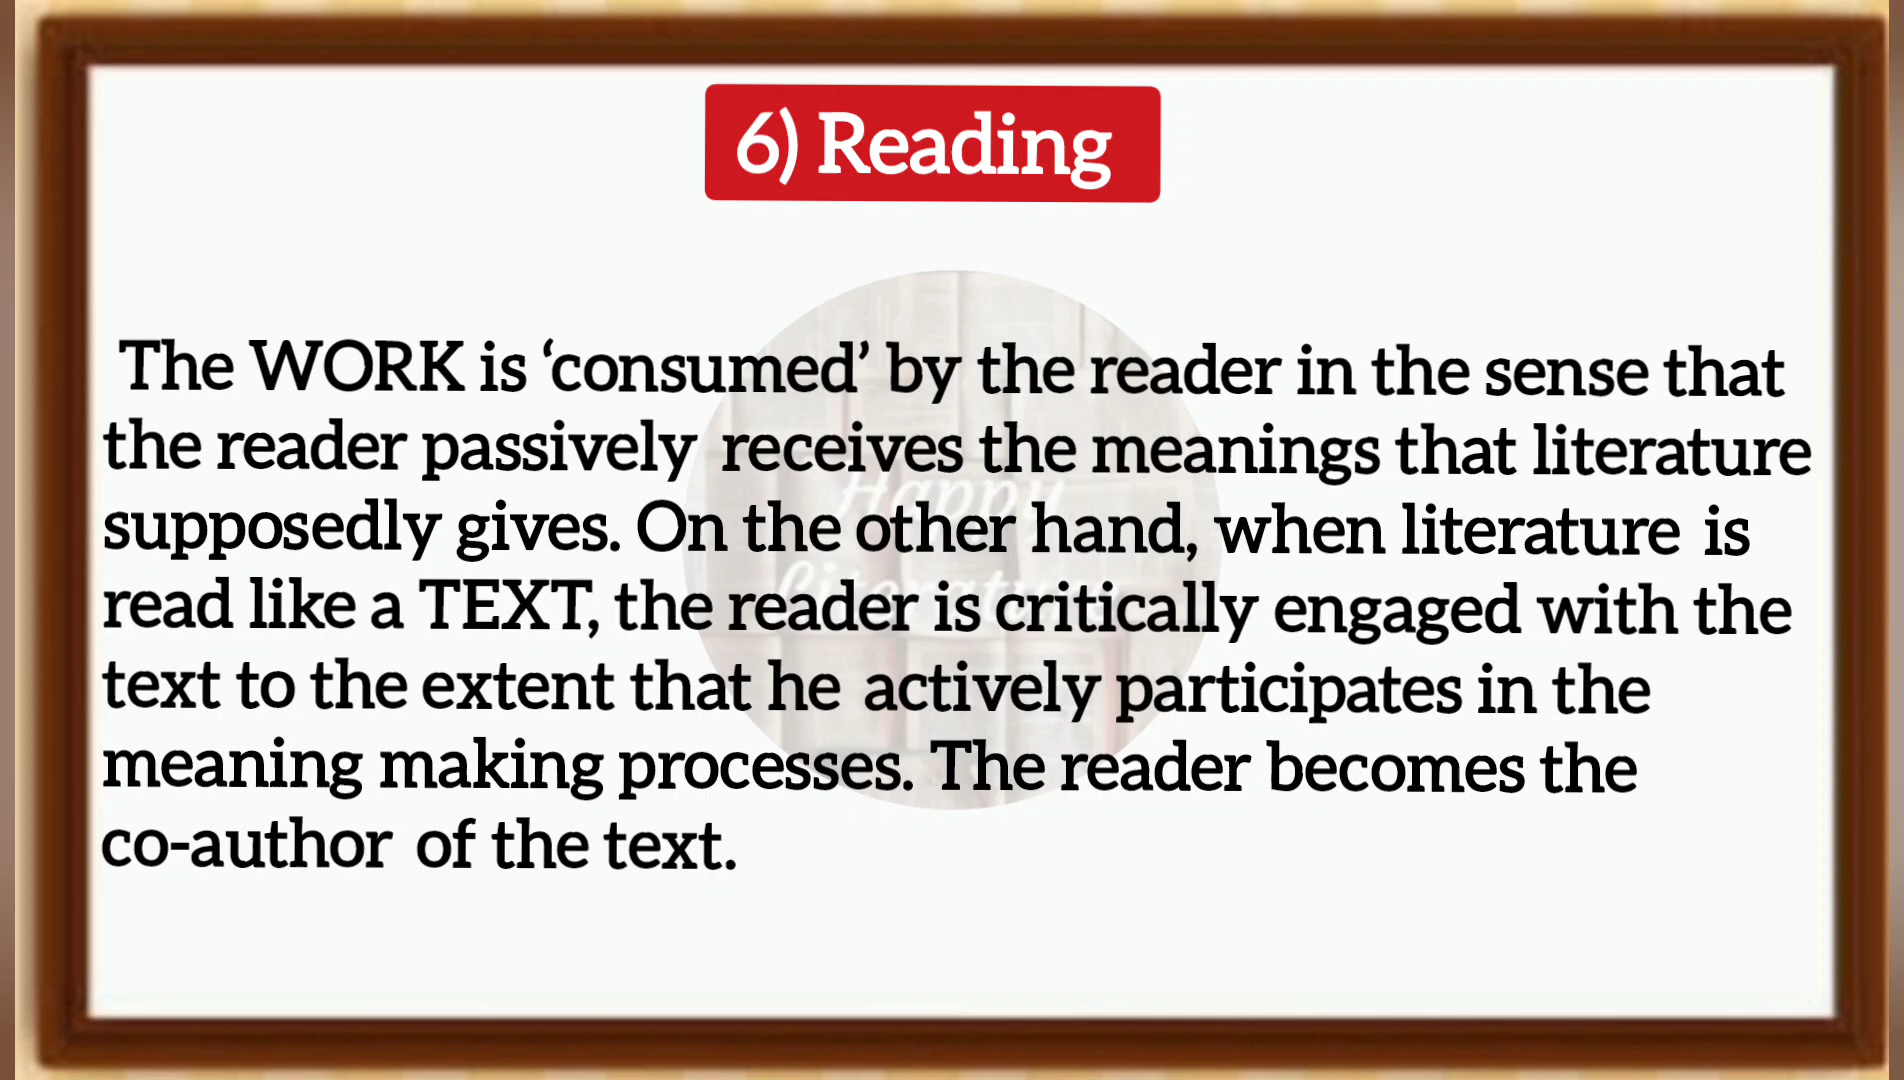 6) Reading
The WORK is ‘consumed’ by the reader in the sense that
the reader passively receives the meanings that literature
supposedly gives. On the other hand, when literature is
read like a TEXT, the reader is critically engaged with the
text to the extent that he actively participates in the
meaning making processes. The reader becomes the
co-author of the text.
Happy
Literature